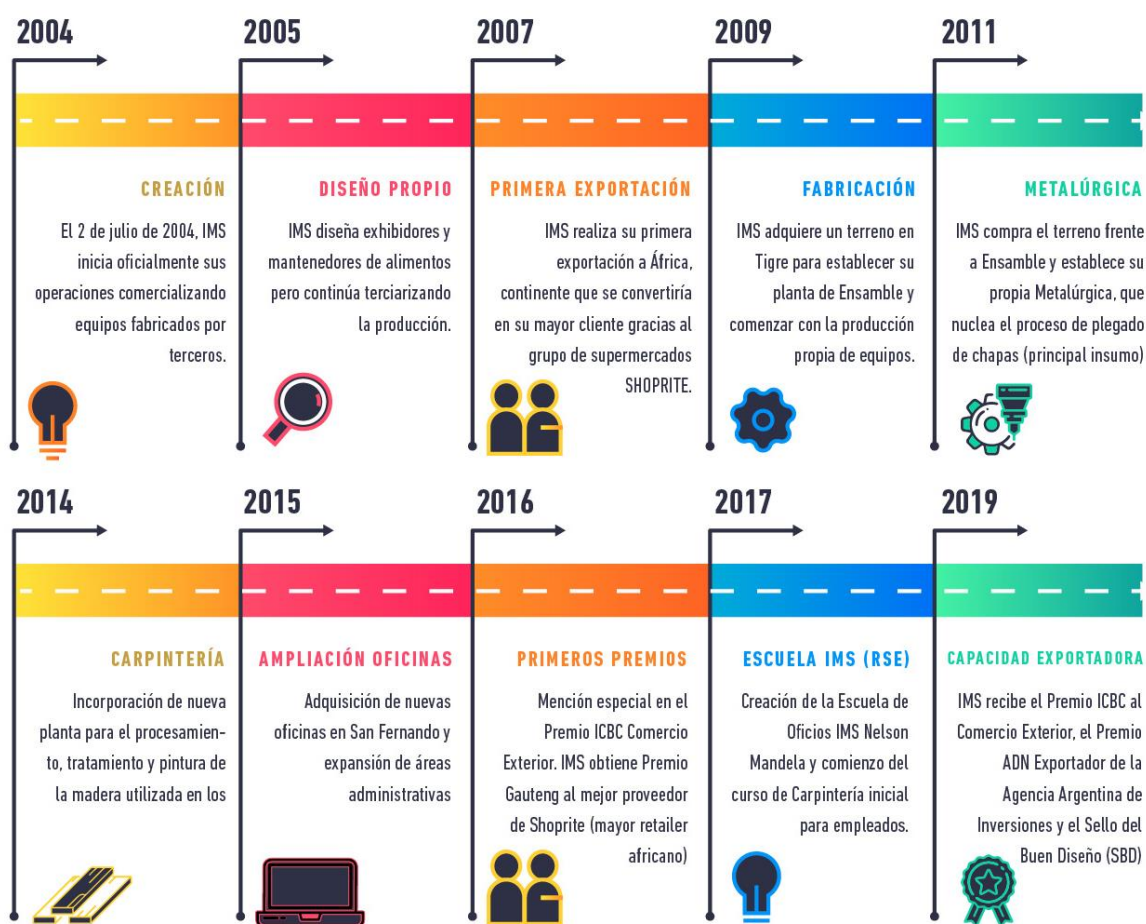 2004
CREACIÓN
El 2 de julio de 2004, IMS
inicia oficialmente sus
operaciones comercializando
equipos fabricados por
terceros.
2005
DISEÑO PROPIO
IMS diseña exhibidores y
mantenedores de alimentos
pero continúa terciarizando
la producción.
2007
PRIMERA EXPORTACIÓN
IMS realiza su primera
exportación a África,
continente que se convertiría
en su mayor cliente gracias al
grupo de supermercados
SHOPRITE.
2009
FABRICACIÓN
IMS adquiere un terreno en
Tigre para establecer su
planta de Ensamble y
comenzar con la producción
propia de equipos.
2011
METALÚRGICA
IMS compra el terreno frente
a Ensamble y establece su
propia Metalúrgica, que
nuclea el proceso de plegado
de chapas (principal insumo)
2014
CARPINTERÍA
Incorporación de nueva
planta para el procesamien-
to, tratamiento y pintura de
la madera utilizada en los
2015
AMPLIACIÓN OFICINAS
Adquisición de nuevas
oficinas en San Fernando y
expansión de áreas
administrativas
2016
PRIMEROS PREMIOS
Mención especial en el
Premio ICBC Comercio
Exterior. IMS obtiene Premio
Gauteng al mejor proveedor
de Shoprite (mayor retailer
africano)
2017
ESCUELA IMS (RSE)
Creación de la Escuela de
Oficios IMS Nelson
Mandela y comienzo del
curso de Carpintería inicial
para empleados.
2019
CAPACIDAD EXPORTADORA
IMS recibe el Premio ICBC al
Comercio Exterior, el Premio
ADN Exportador de la
Agencia Argentina de
Inversiones y el Sello del
Buen Diseño (SBD)